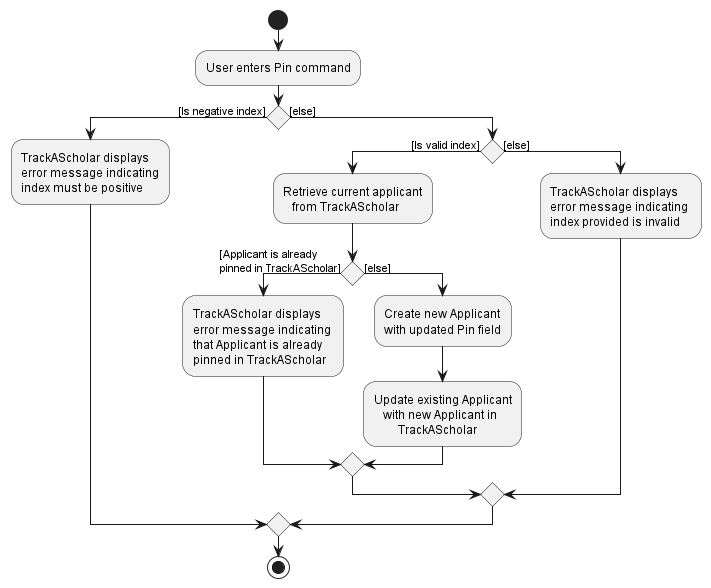 User enters Pin command
[Is negative index]
[else]
TrackAScholar displays
error message indicating
index must be positive
[Is valid index]
[else]
Retrieve current applicant
from TrackAScholar
TrackAScholar displays
error message indicating
index provided is invalid
[Applicant is already
pinned in TrackAScholar]
[else]
TrackAScholar displays
error message indicating
that Applicant is already
pinned in TrackAScholar
Create new Applicant
with updated Pin field
Update existing Applicant
with new Applicant in
TrackAScholar